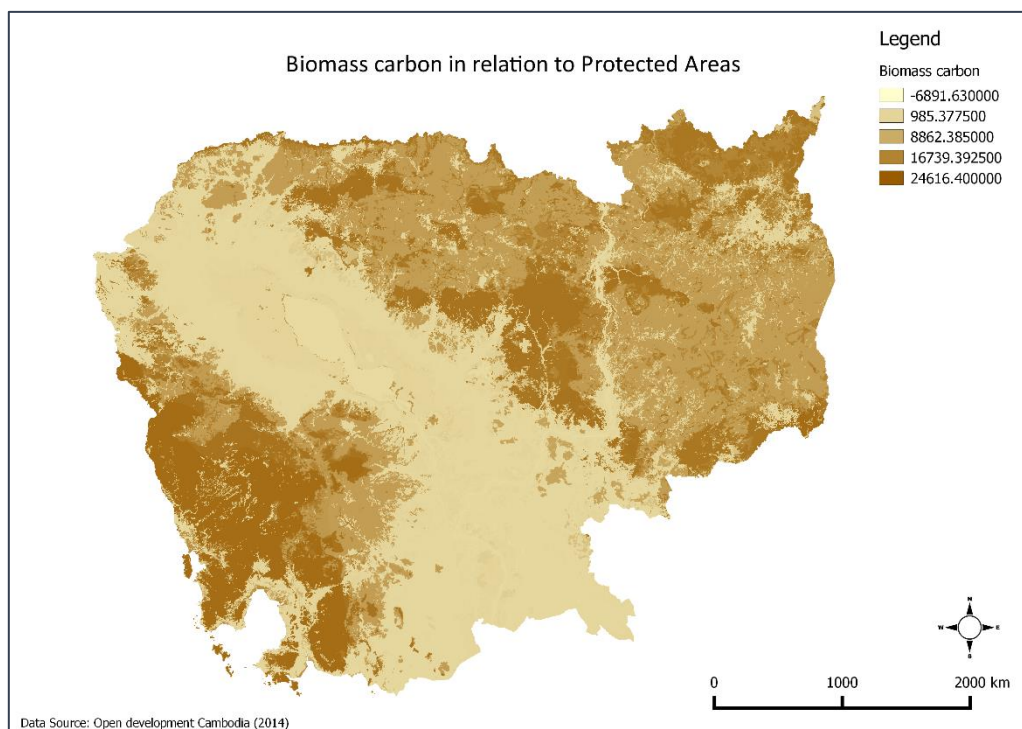 Biomass carbon in relation to Protected Areas
Legend
Biomass carbon
-6891.630000
985.377500
8862.385000
16739.392500
24616.400000
N
W E
S
0 1000 2000 km
Data Source: Open development Cambodia (2014)